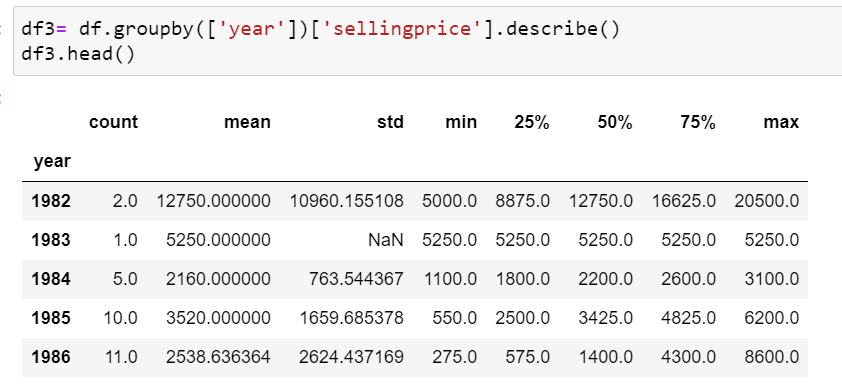 df3= df.groupby(['year'])['sellingprice'].describe()
df3.head()
count mean std min 25% 50% 75% max
year
1982 2.0 12750.000000 10960.155108 5000.0 8875.0 12750.0 16625.0 20500.0
1983 1.0 5250.000000 NaN 5250.0 5250.0 5250.0 5250.0 5250.0
1984 5.0 2160.000000 763.544367 1100.0 1800.0 2200.0 2600.0 3100.0
1985 10.0 3520.000000 1659.685378 550.0 2500.0 3425.0 4825.0 6200.0
1986 11.0 2538.636364 2624.437169 275.0 575.0 1400.0 4300.0 8600.0